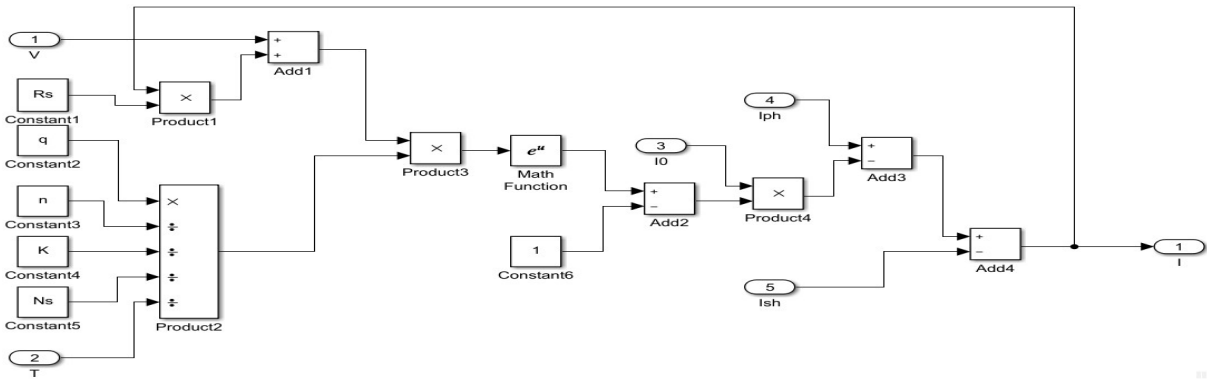 1
V
+
+
Add1
Rs
Constant1
×
Product1
q
Constant2
n
Constant3
K
Constant4
Ns
Constant5
2
T
×
÷
÷
÷
÷
Product2
×
Product3
eᵘ
Math
Function
1
Constant6
+
−
Add2
3
I0
×
Product4
4
Iph
+
−
Add3
5
Ish
+
−
Add4
1
I